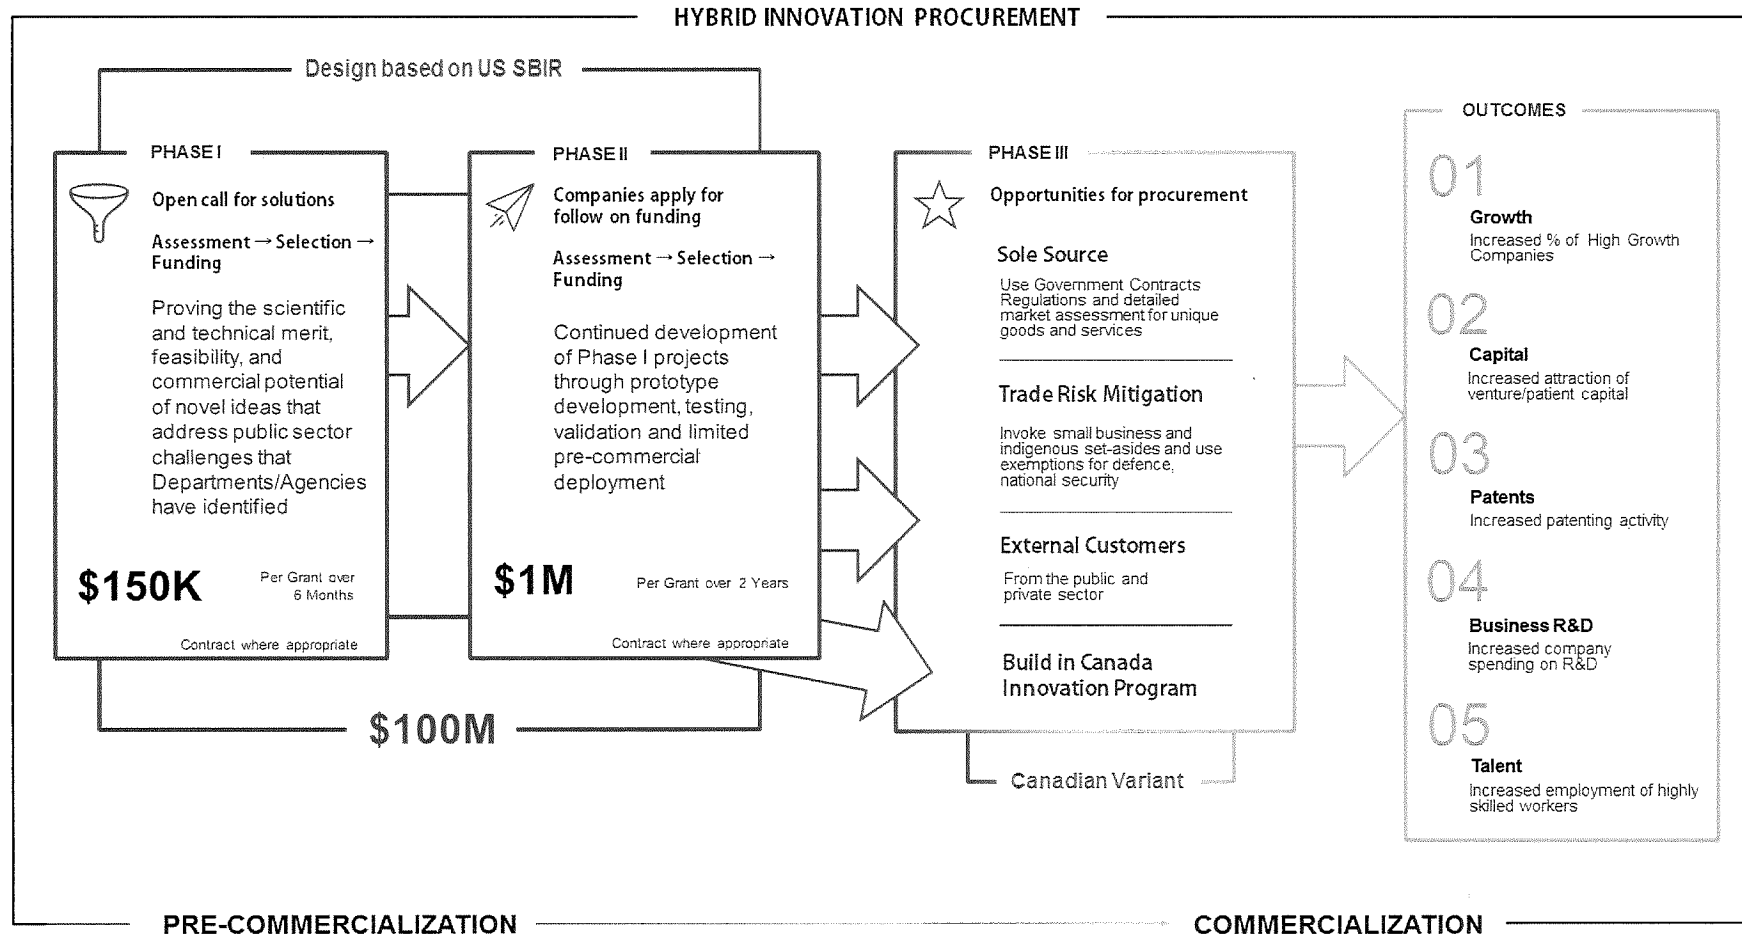 HYBRID INNOVATION PROCUREMENT
Design based on US SBIR
PHASE I
Open call for solutions
Assessment → Selection →
Funding
Proving the scientific
and technical merit,
feasibility, and
commercial potential
of novel ideas that
address public sector
challenges that
Departments/Agencies
have identified
$150K
Per Grant over
6 Months
Contract where appropriate
PHASE II
Companies apply for
follow on funding
Assessment → Selection →
Funding
Continued development
of Phase I projects
through prototype
development, testing,
validation and limited
pre-commercial
deployment
$1M
Per Grant over 2 Years
Contract where appropriate
$100M
PHASE III
Opportunities for procurement
Sole Source
Use Government Contracts
Regulations and detailed
market assessment for unique
goods and services
Trade Risk Mitigation
Invoke small business and
indigenous set-asides and use
exemptions for defence,
national security
External Customers
From the public and
private sector
Build in Canada
Innovation Program
Canadian Variant
OUTCOMES
01
Growth
Increased % of High Growth
Companies
02
Capital
Increased attraction of
venture/patient capital
03
Patents
Increased patenting activity
04
Business R&D
Increased company
spending on R&D
05
Talent
Increased employment of highly
skilled workers
PRE-COMMERCIALIZATION
COMMERCIALIZATION